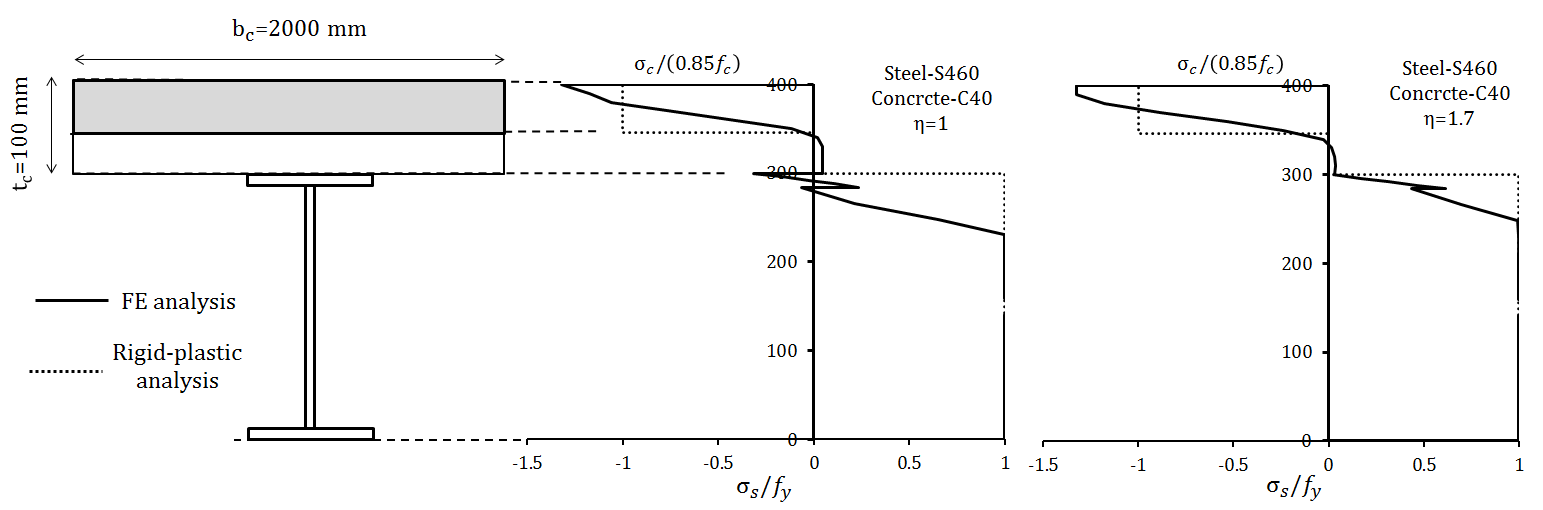 b_c=2000 mm
t_c=100 mm
FE analysis
Rigid-plastic
analysis
σ_c/(0.85f_c)
Steel-S460
Concrcte-C40
η=1
400
300
200
100
0
-1.5 -1 -0.5 0 0.5 1
σ_s/f_y
σ_c/(0.85f_c)
Steel-S460
Concrcte-C40
η=1.7
400
300
200
100
0
-1.5 -1 -0.5 0 0.5 1
σ_s/f_y